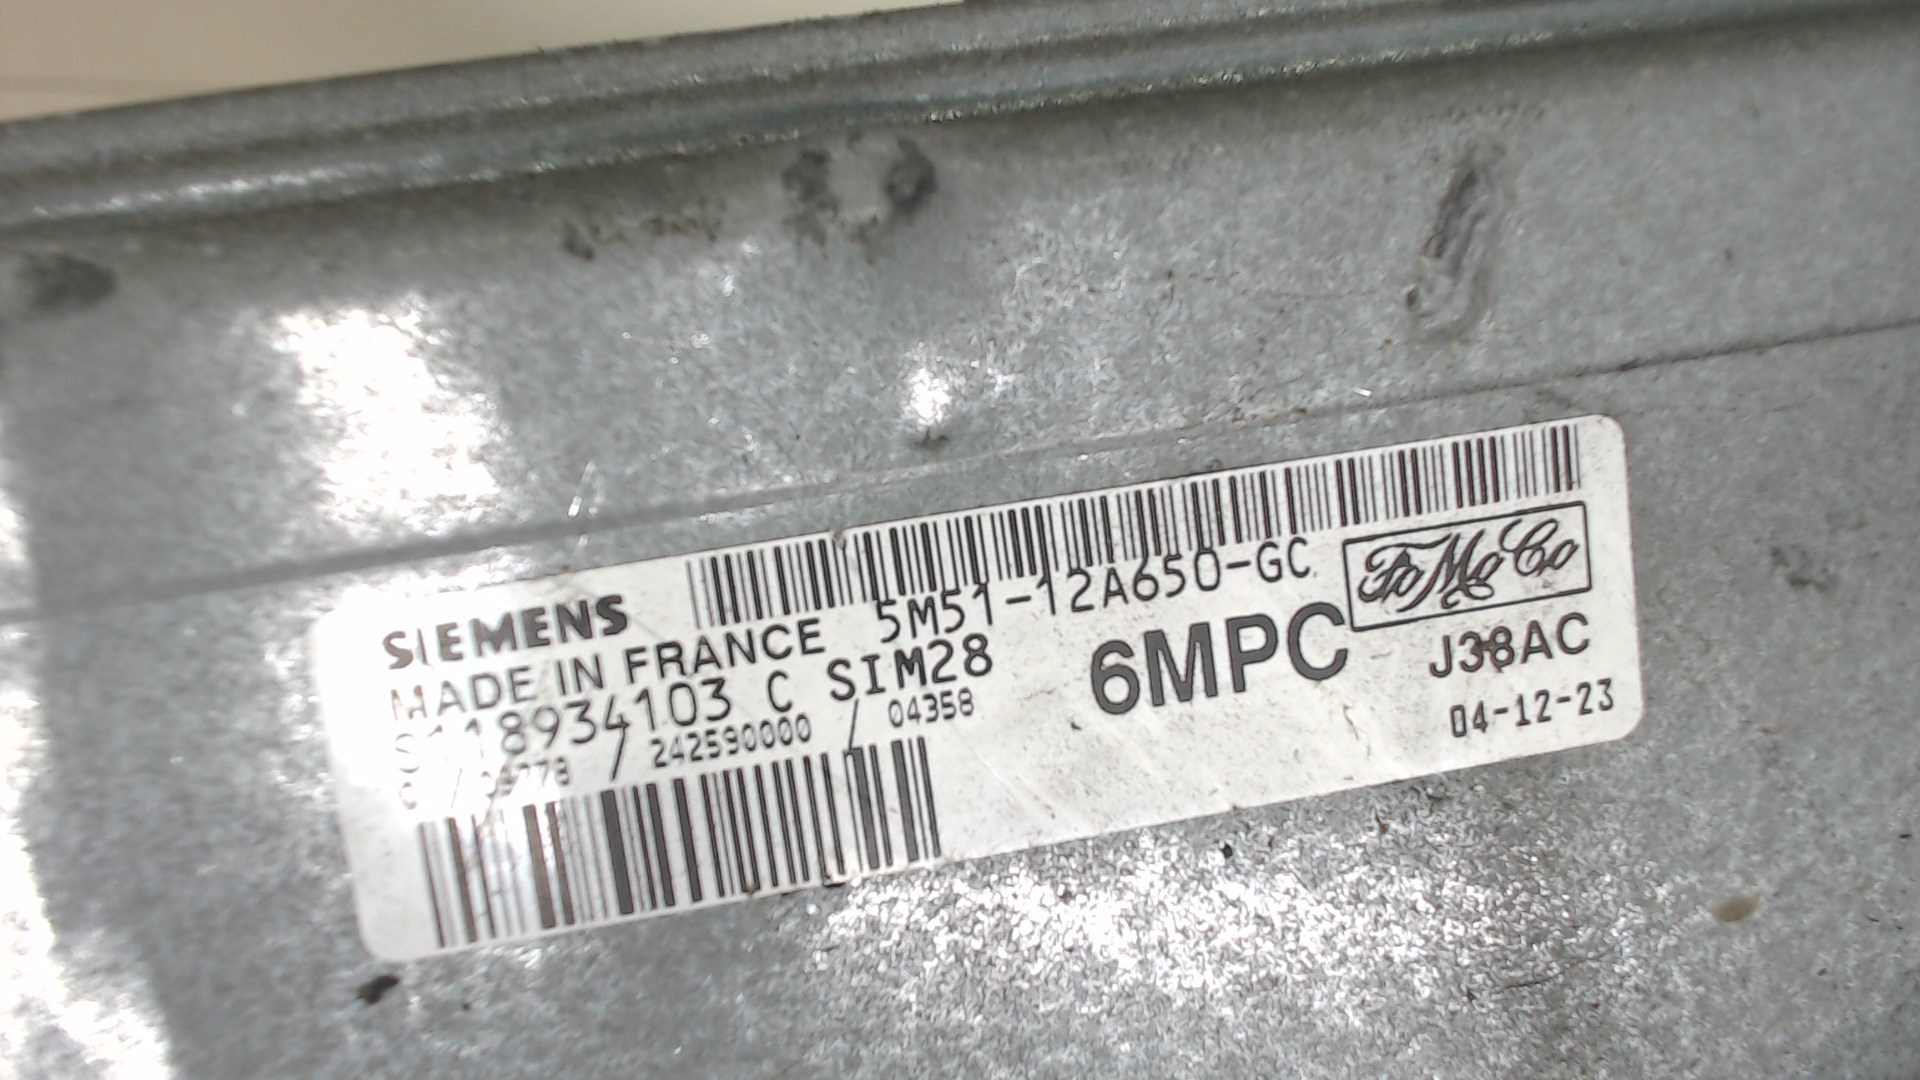 SIEMENS
5M51-12A650-GC
FoMoCo
MADE IN FRANCE
S118934103 C SIM28
6MPC
J38AC
/ 242590000 / 04358
04-12-23